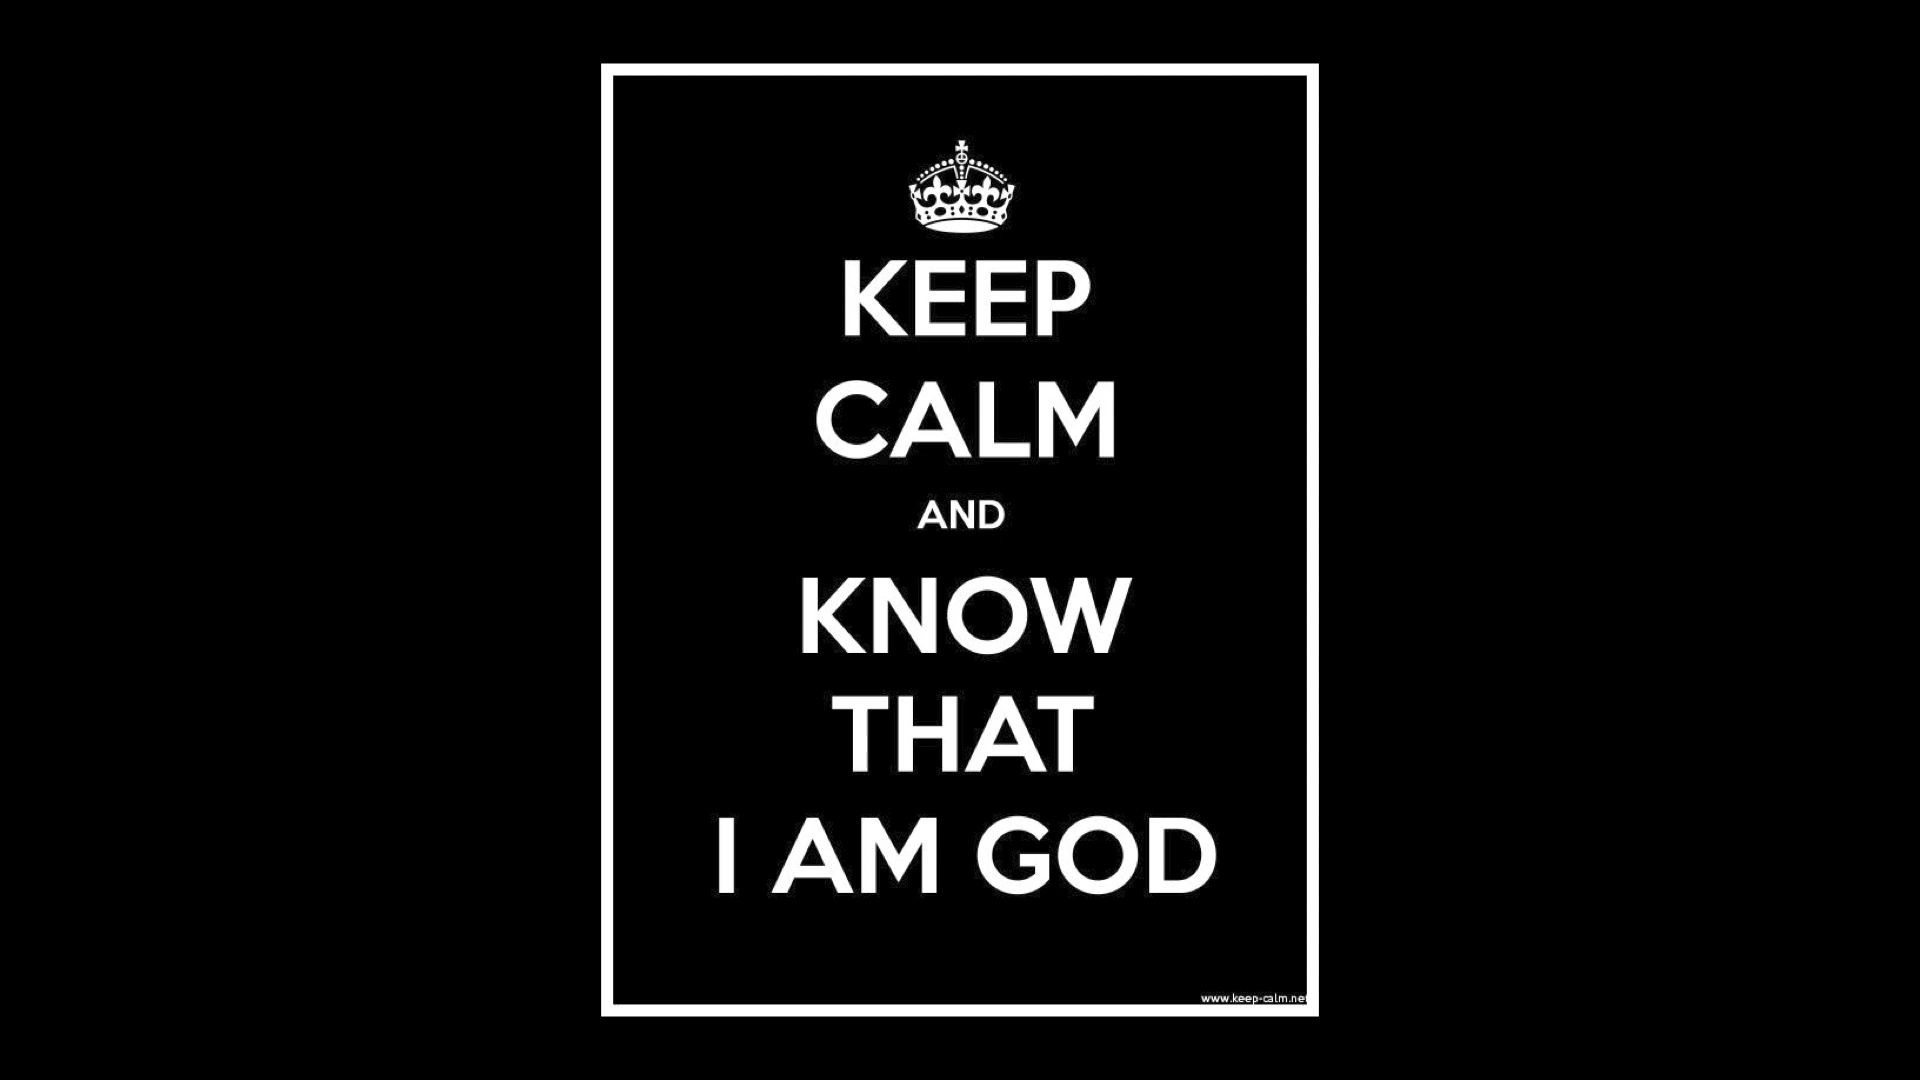 KEEP
CALM
AND
KNOW
THAT
I AM GOD
www.keep-calm.net